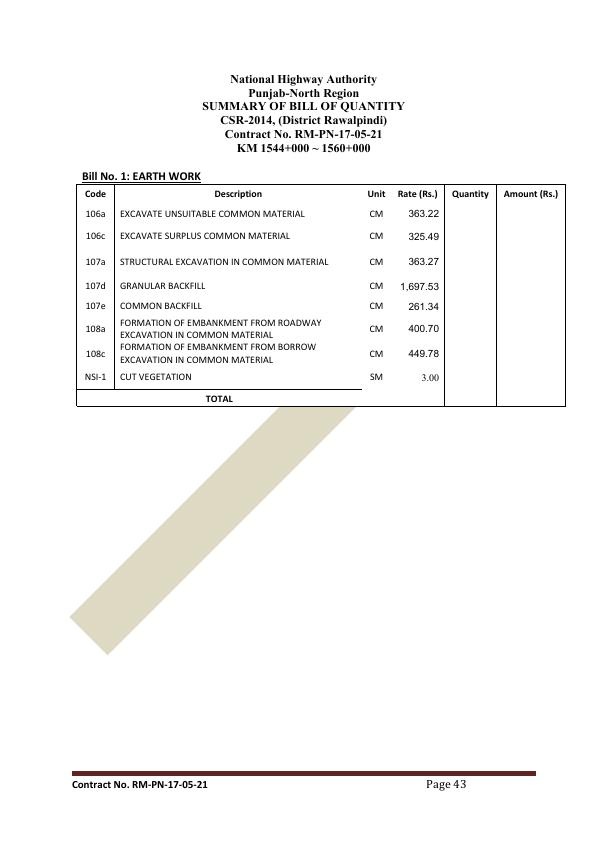 National Highway Authority
Punjab-North Region
SUMMARY OF BILL OF QUANTITY
CSR-2014, (District Rawalpindi)
Contract No. RM-PN-17-05-21
KM 1544+000 ~ 1560+000
Bill No. 1: EARTH WORK
Code Description Unit Rate (Rs.) Quantity Amount (Rs.)
106a EXCAVATE UNSUITABLE COMMON MATERIAL CM 363.22
106c EXCAVATE SURPLUS COMMON MATERIAL CM 325.49
107a STRUCTURAL EXCAVATION IN COMMON MATERIAL CM 363.27
107d GRANULAR BACKFILL CM 1,697.53
107e COMMON BACKFILL CM 261.34
108a FORMATION OF EMBANKMENT FROM ROADWAY
EXCAVATION IN COMMON MATERIAL CM 400.70
108c FORMATION OF EMBANKMENT FROM BORROW
EXCAVATION IN COMMON MATERIAL CM 449.78
NSI-1 CUT VEGETATION SM 3.00
TOTAL
Contract No. RM-PN-17-05-21 Page 43